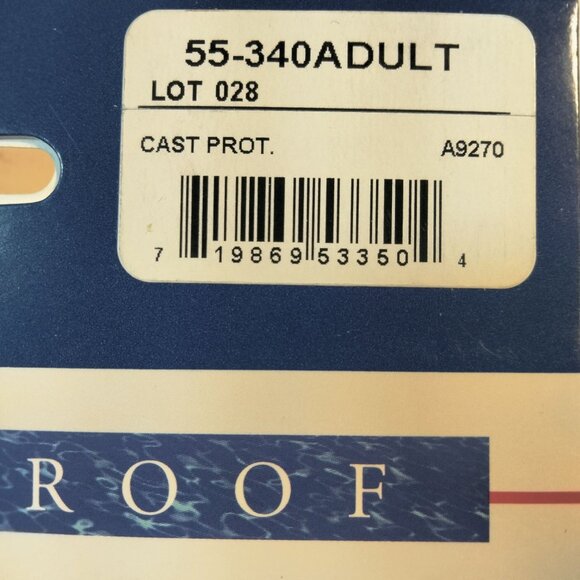 55-340ADULT
LOT 028
CAST PROT. A9270
7 19869 53350 4
ROOF